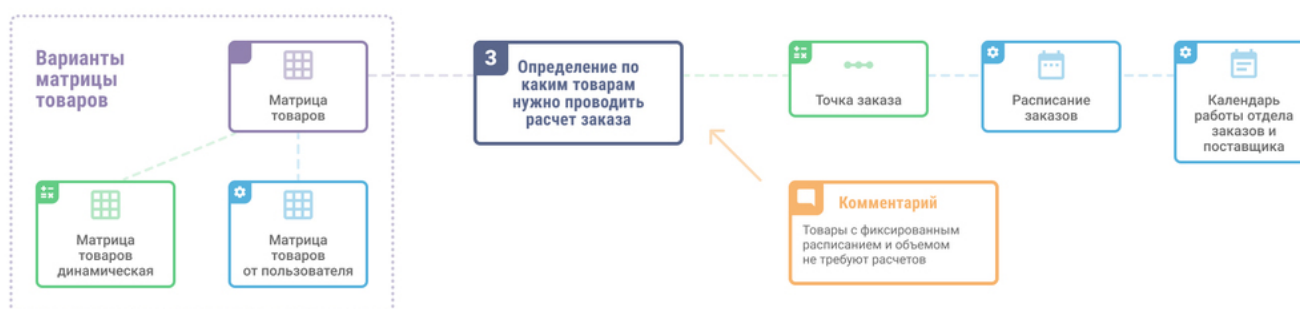 Варианты
матрицы
товаров
Матрица
товаров
Матрица
товаров
динамическая
Матрица
товаров
от пользователя
3
Определение по
каким товарам
нужно проводить
расчет заказа
Точка заказа
Расписание
заказов
Календарь
работы отдела
заказов и
поставщика
Комментарий
Товары с фиксированным
расписанием и объемом
не требуют расчетов